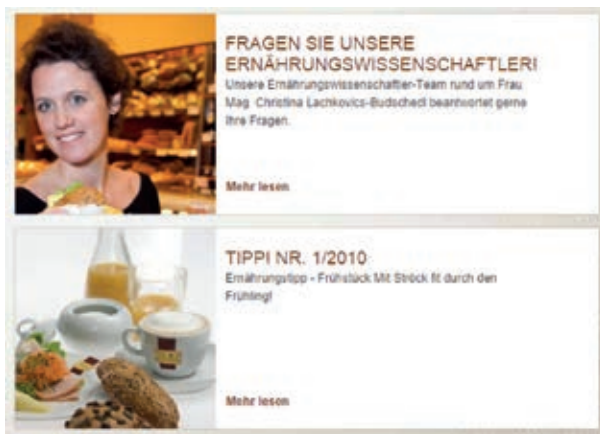 FRAGEN SIE UNSERE
ERNÄHRUNGSWISSENSCHAFTLER!
Unsere Ernährungswissenschaftler-Team rund um Frau
Mag. Christina Lachkovics-Budschedl beantwortet gerne
Ihre Fragen.
Mehr lesen
TIPP! NR. 1/2010
Ernährungstipp - Frühstück Mit Ströck fit durch den
Frühling!
Mehr lesen